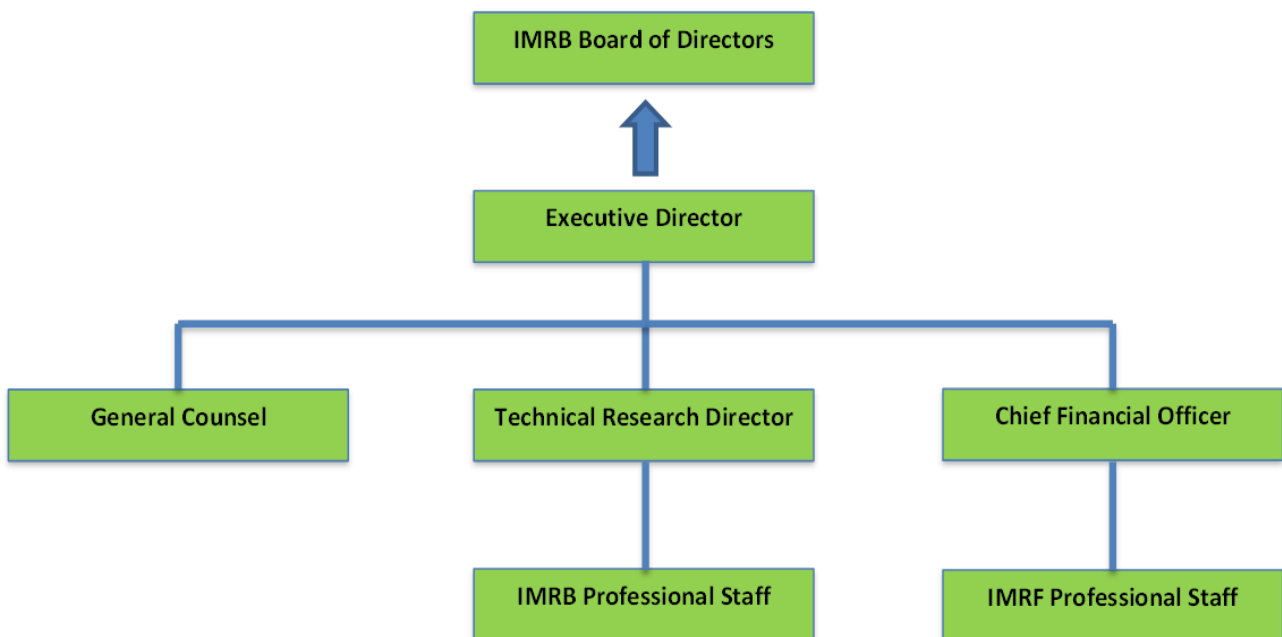 IMRB Board of Directors
Executive Director
General Counsel
Technical Research Director
Chief Financial Officer
IMRB Professional Staff
IMRF Professional Staff